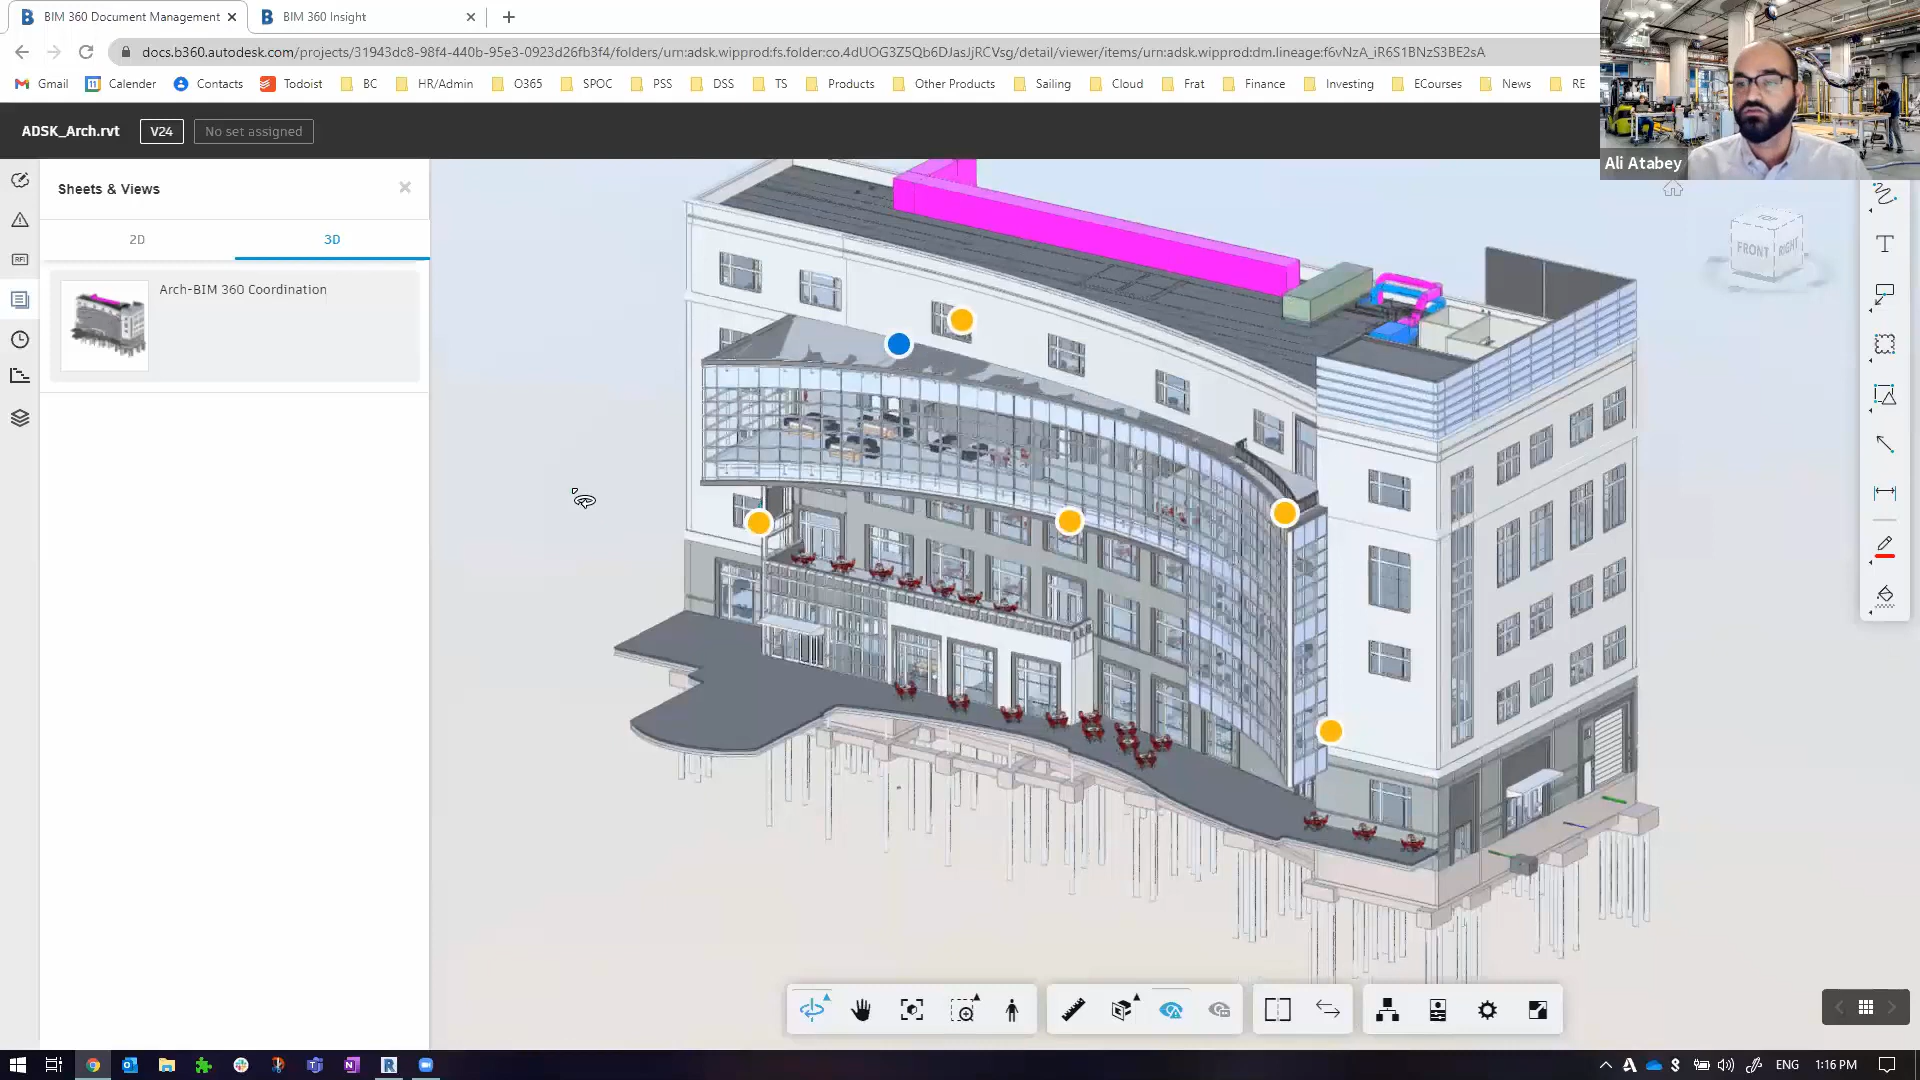 BIM 360 Document Management
BIM 360 Insight
docs.b360.autodesk.com/projects/31943dc8-98f4-440b-95e3-0923d26fb3f4/folders/urn:adsk.wipprod:fs.folder:co.4dUOG3Z5Qb6DJasJjRCVsg/detail/viewer/items/urn:adsk.wipprod:dm.lineage:f6vNzA_iR6S1BNzS3BE2sA
Gmail
Calender
Contacts
Todoist
BC
HR/Admin
O365
SPOC
PSS
DSS
TS
Products
Other Products
Sailing
Cloud
Frat
Finance
Investing
ECourses
News
RE
ADSK_Arch.rvt
V24
No set assigned
Ali Atabey
Sheets & Views
2D
3D
Arch-BIM 360 Coordination
RFI
FRONT
RIGHT
ENG
1:16 PM